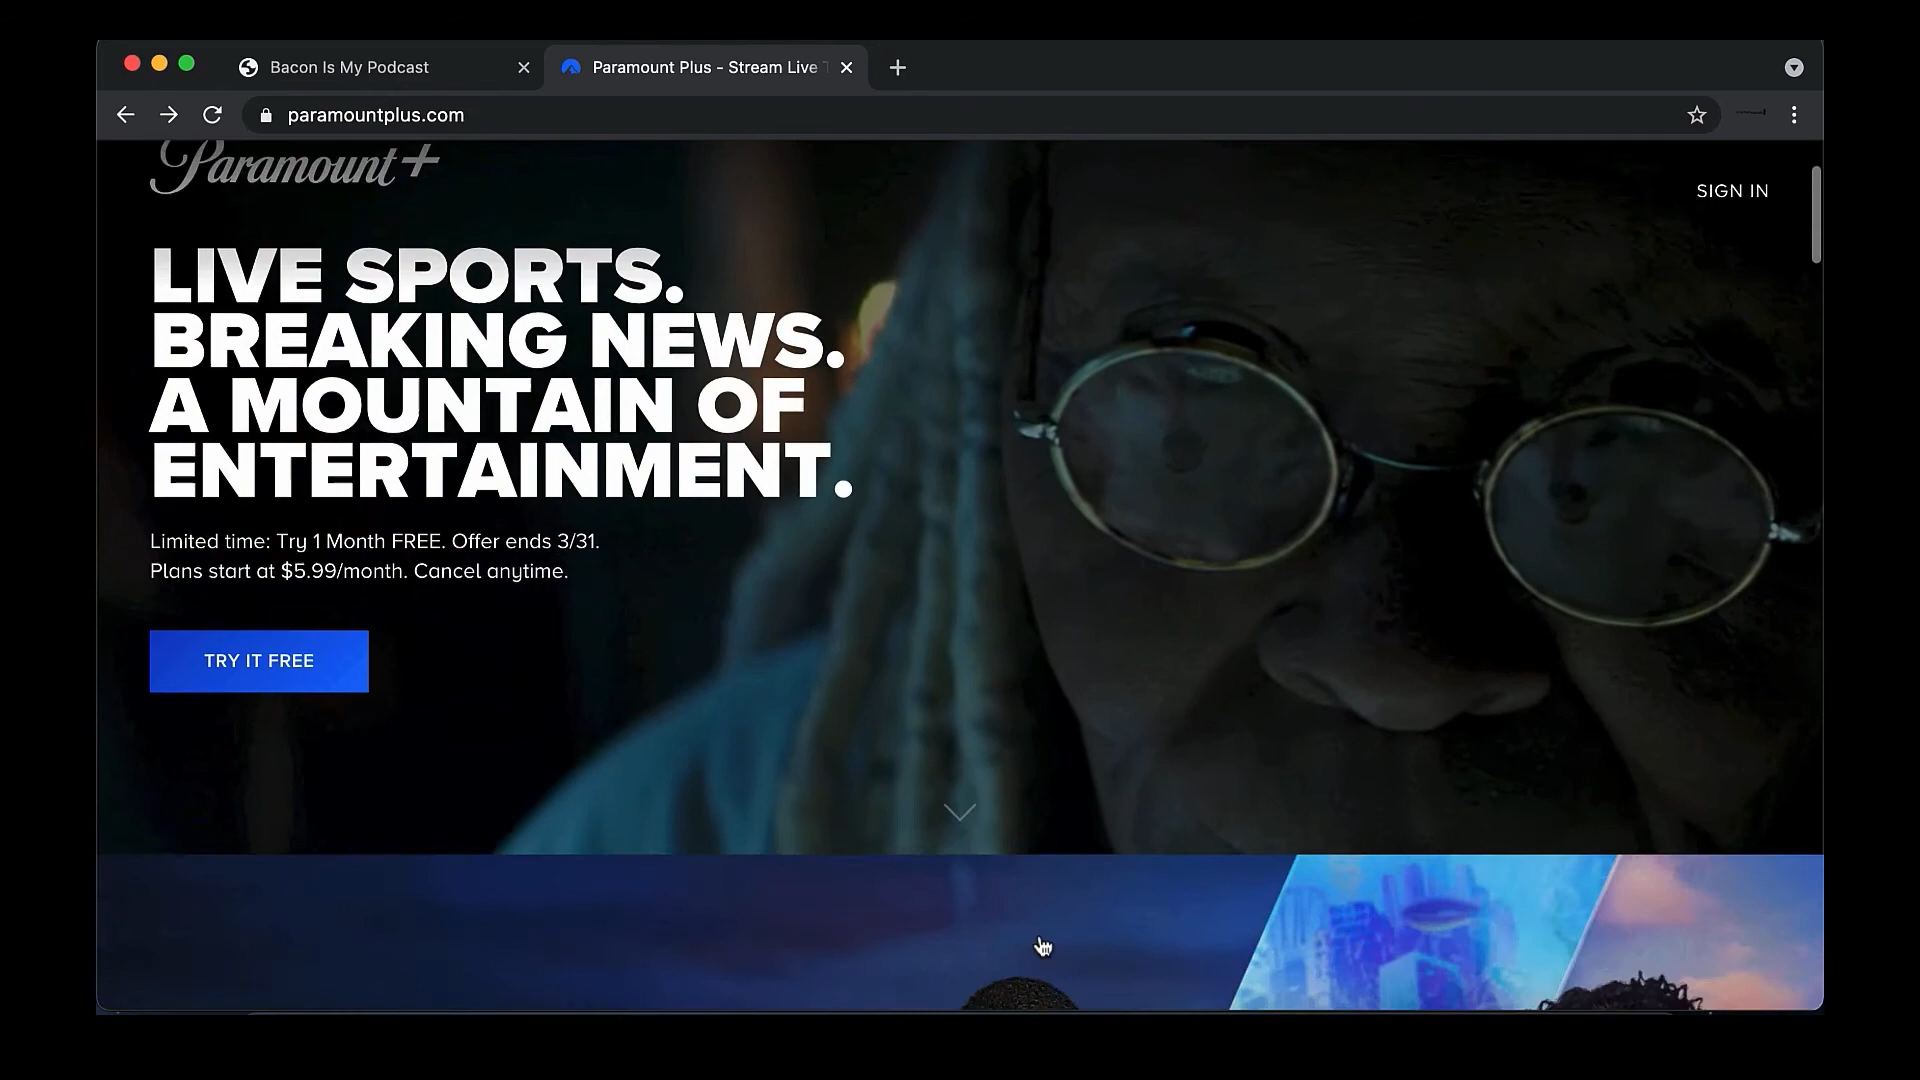 Bacon Is My Podcast
Paramount Plus - Stream Live
paramountplus.com
Paramount+
SIGN IN
LIVE SPORTS.
BREAKING NEWS.
A MOUNTAIN OF
ENTERTAINMENT.
Limited time: Try 1 Month FREE. Offer ends 3/31.
Plans start at $5.99/month. Cancel anytime.
TRY IT FREE